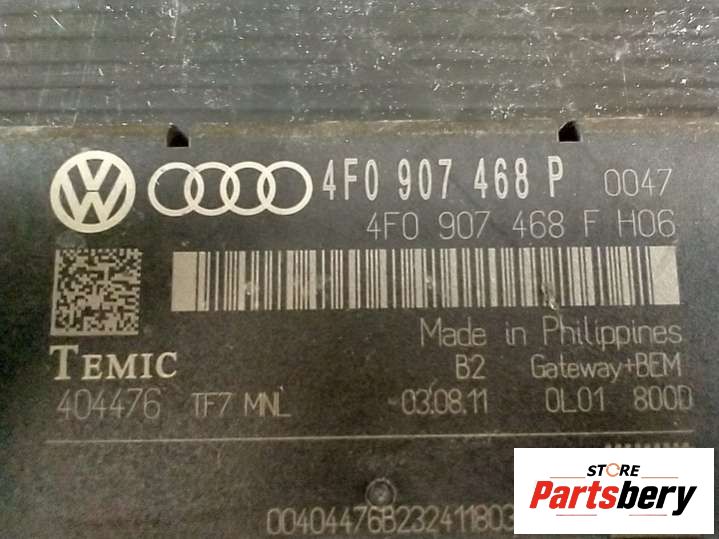 4F0 907 468 P 0047
4F0 907 468 F H06
Made in Philippines
TEMIC B2 Gateway+BEM
404476 TF7 MNL 03.08.11 0L01 800D
00404476B232411803
STORE
Partsbery